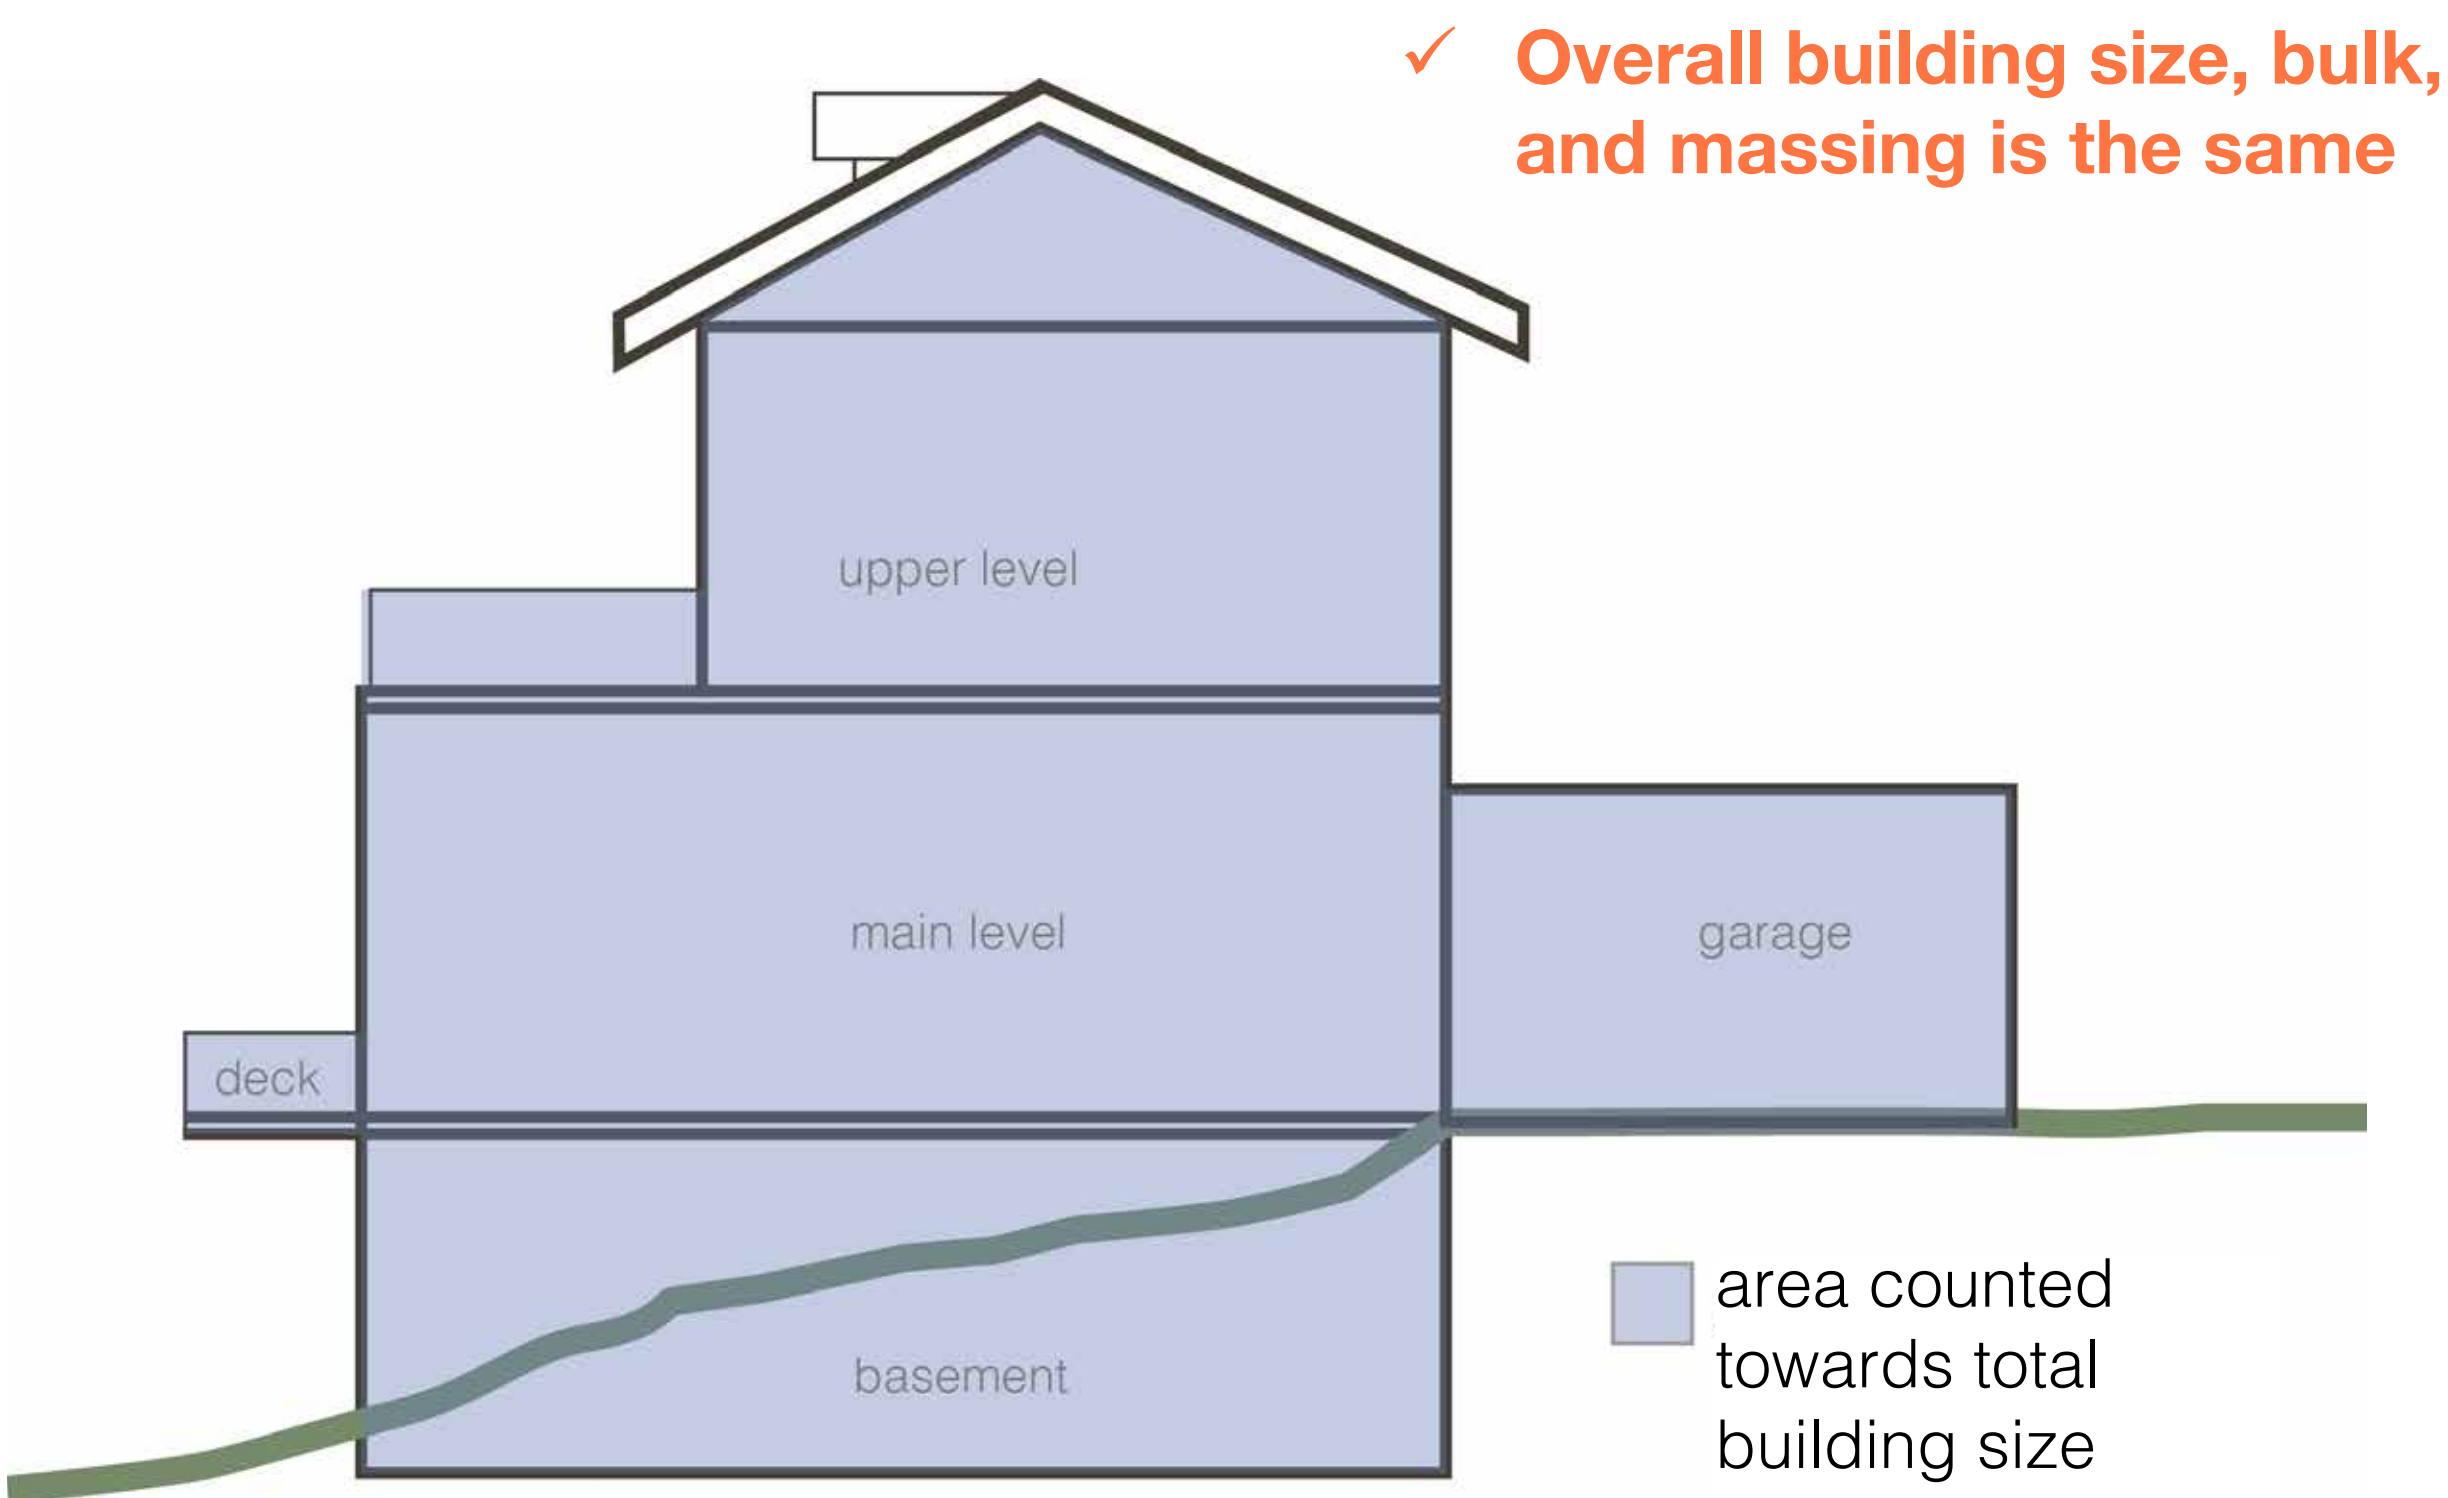 ✓ Overall building size, bulk,
and massing is the same
upper level
main level
garage
deck
basement
area counted
towards total
building size